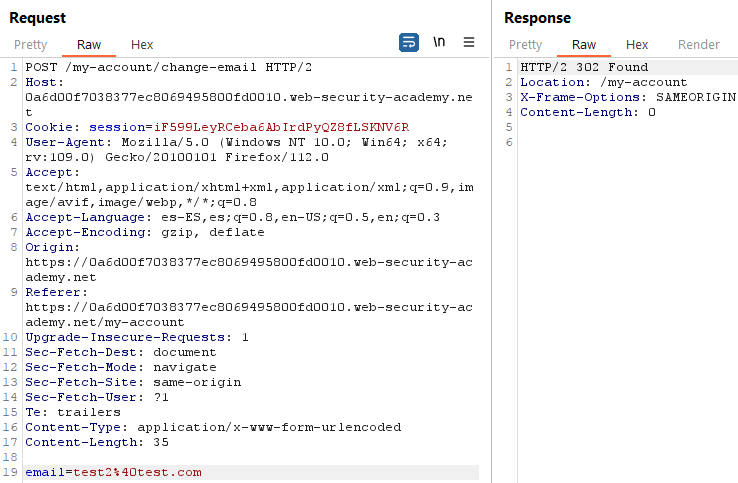 Request
Pretty Raw Hex
\n
1 POST /my-account/change-email HTTP/2
2 Host:
0a6d00f7038377ec8069495800fd0010.web-security-academy.ne
t
3 Cookie: session=iF599LeyRCeba6AbIrdPyQZ8fLSKNV6R
4 User-Agent: Mozilla/5.0 (Windows NT 10.0; Win64; x64;
rv:109.0) Gecko/20100101 Firefox/112.0
5 Accept:
text/html,application/xhtml+xml,application/xml;q=0.9,im
age/avif,image/webp,*/*;q=0.8
6 Accept-Language: es-ES,es;q=0.8,en-US;q=0.5,en;q=0.3
7 Accept-Encoding: gzip, deflate
8 Origin:
https://0a6d00f7038377ec8069495800fd0010.web-security-ac
ademy.net
9 Referer:
https://0a6d00f7038377ec8069495800fd0010.web-security-ac
ademy.net/my-account
10 Upgrade-Insecure-Requests: 1
11 Sec-Fetch-Dest: document
12 Sec-Fetch-Mode: navigate
13 Sec-Fetch-Site: same-origin
14 Sec-Fetch-User: ?1
15 Te: trailers
16 Content-Type: application/x-www-form-urlencoded
17 Content-Length: 35
18
19 email=test2%40test.com
Response
Pretty Raw Hex Render
1 HTTP/2 302 Found
2 Location: /my-account
3 X-Frame-Options: SAMEORIGIN
4 Content-Length: 0
5
6